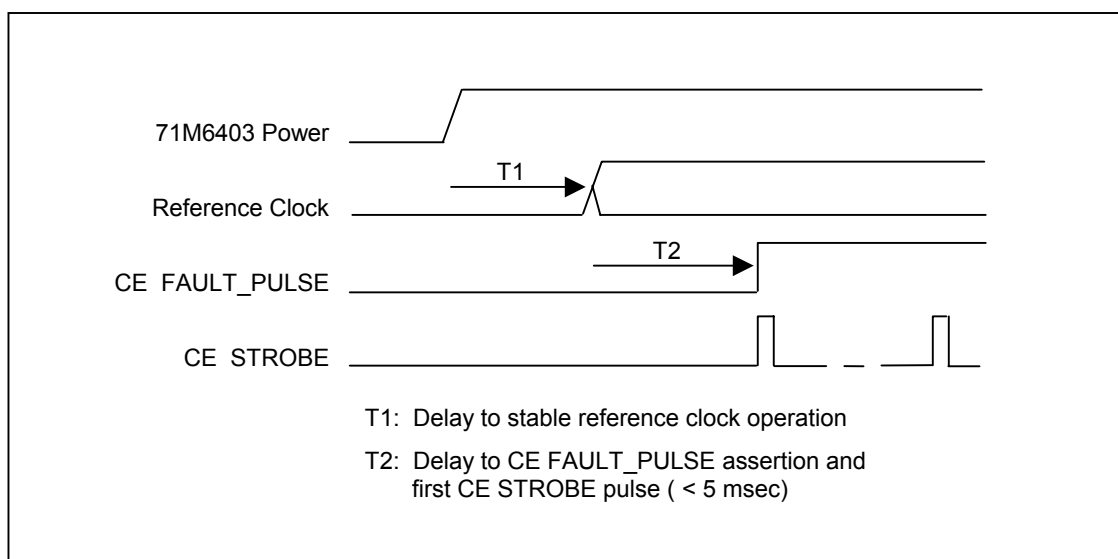 71M6403 Power
T1
Reference Clock
T2
CE FAULT_PULSE
CE STROBE
T1: Delay to stable reference clock operation
T2: Delay to CE FAULT_PULSE assertion and
first CE STROBE pulse ( < 5 msec)